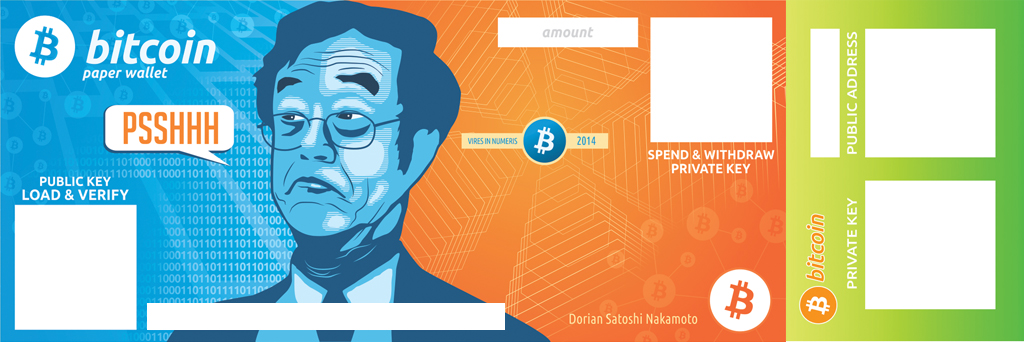 bitcoin
paper wallet
PSSHHH
PUBLIC KEY
LOAD & VERIFY
amount
VIRES IN NUMERIS
2014
SPEND & WITHDRAW
PRIVATE KEY
Dorian Satoshi Nakamoto
PUBLIC ADDRESS
PRIVATE KEY
bitcoin